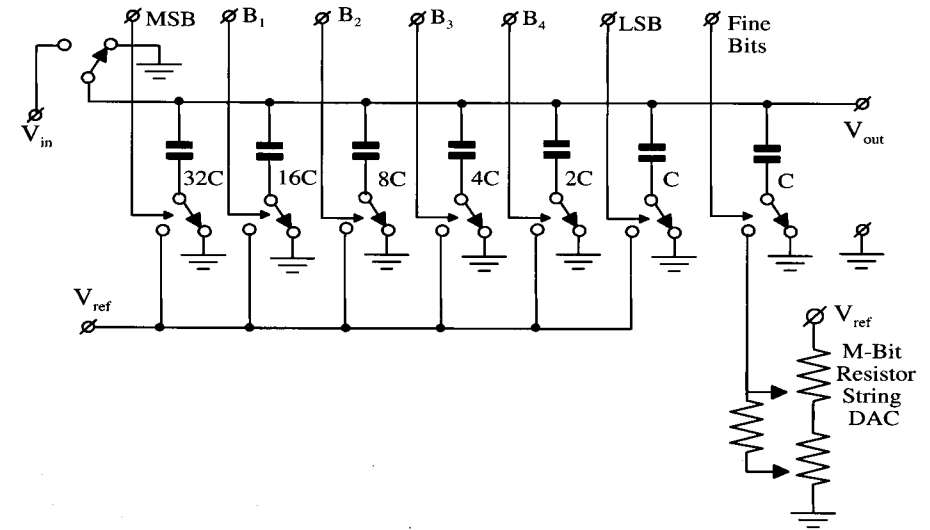 MSB B1 B2 B3 B4 LSB Fine
Bits
Vin
Vout
32C 16C 8C 4C 2C C C
Vref
Vref
M-Bit
Resistor
String
DAC